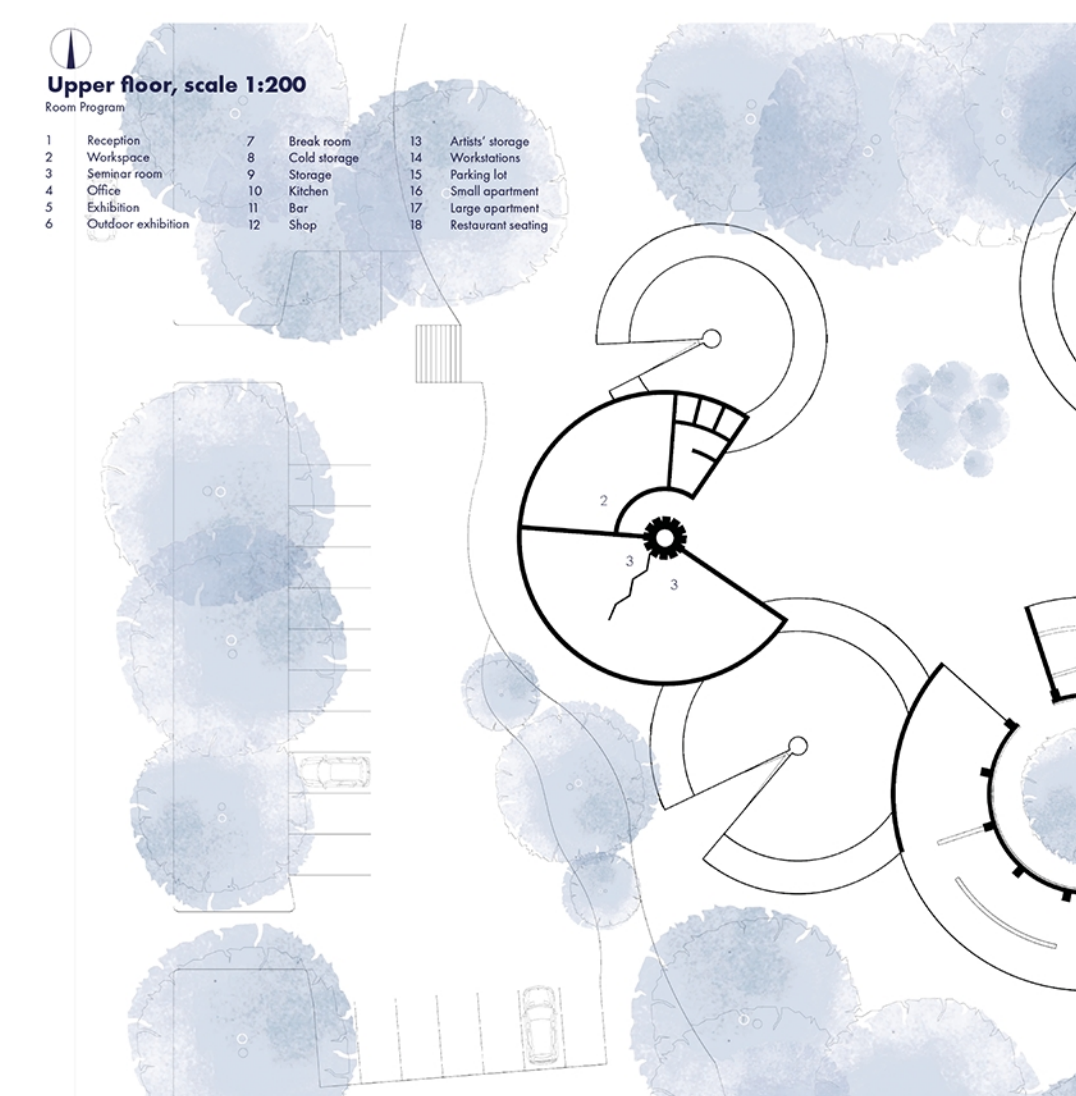 Upper floor, scale 1:200
Room Program
1 Reception
2 Workspace
3 Seminar room
4 Office
5 Exhibition
6 Outdoor exhibition
7 Break room
8 Cold storage
9 Storage
10 Kitchen
11 Bar
12 Shop
13 Artists' storage
14 Workstations
15 Parking lot
16 Small apartment
17 Large apartment
18 Restaurant seating
2
3
3